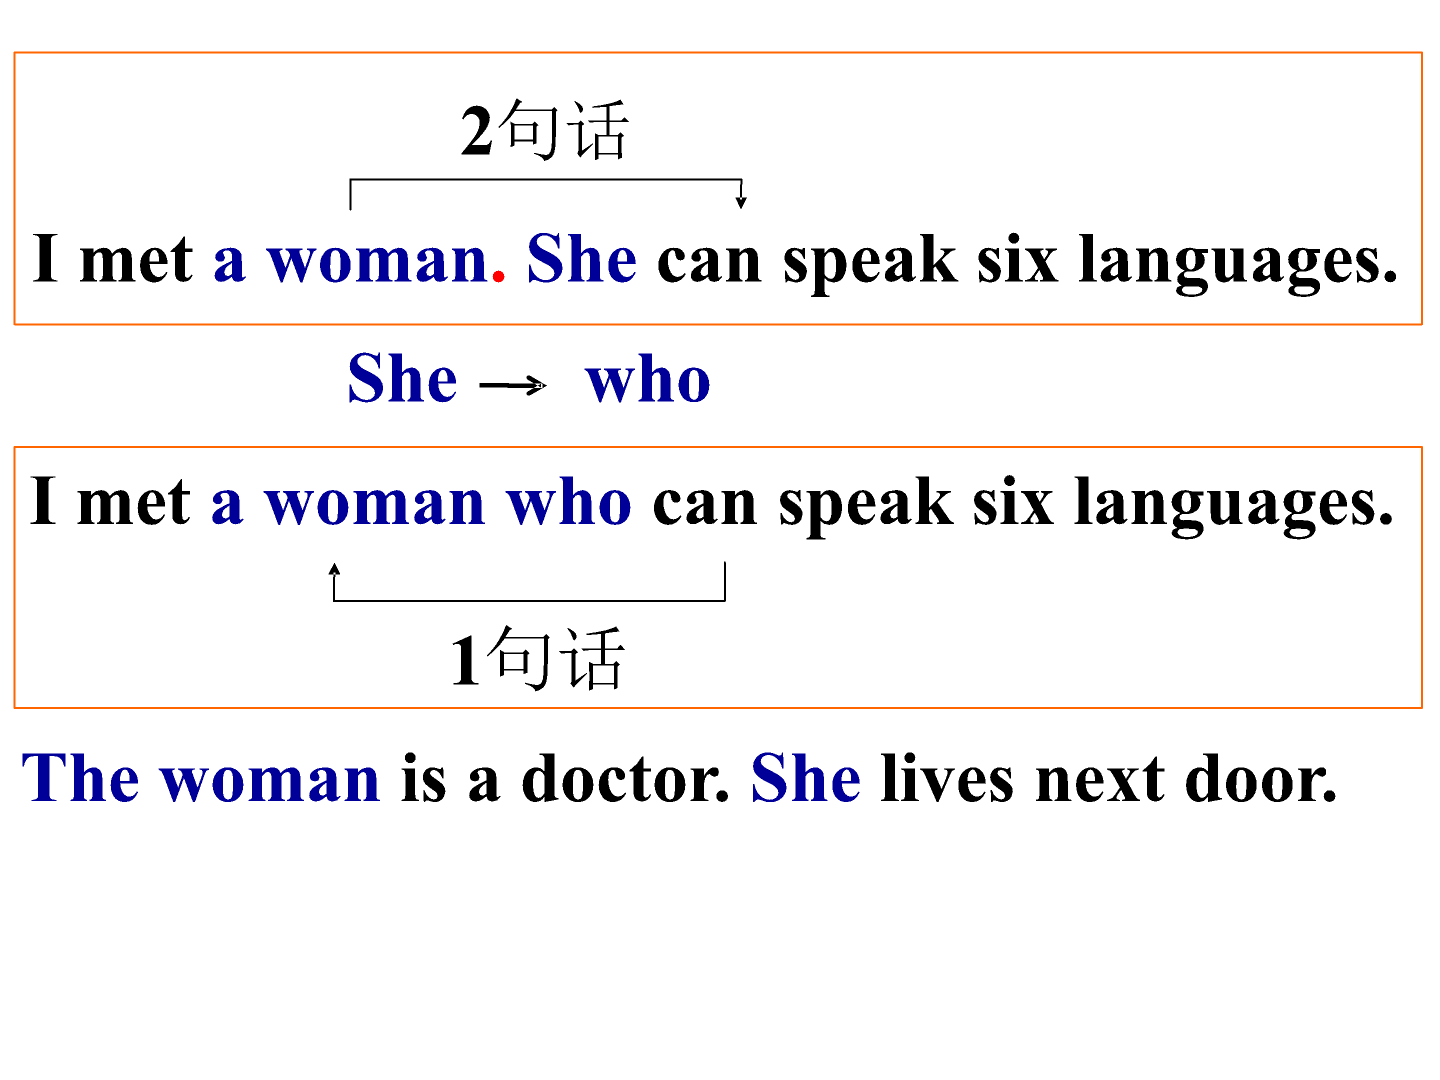 2句话
I met a woman. She can speak six languages.
She → who
I met a woman who can speak six languages.
1句话
The woman is a doctor. She lives next door.